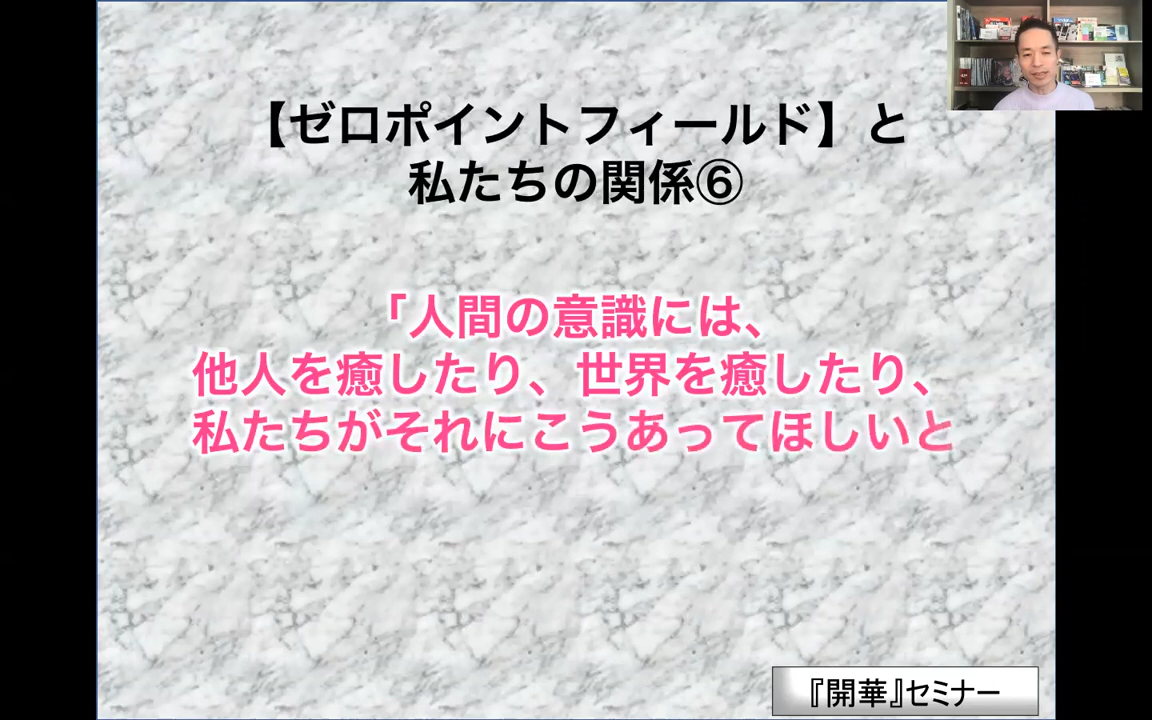 【ゼロポイントフィールド】と
私たちの関係⑥
「人間の意識には、
他人を癒したり、世界を癒したり、
私たちがそれにこうあってほしいと
『開華』セミナー